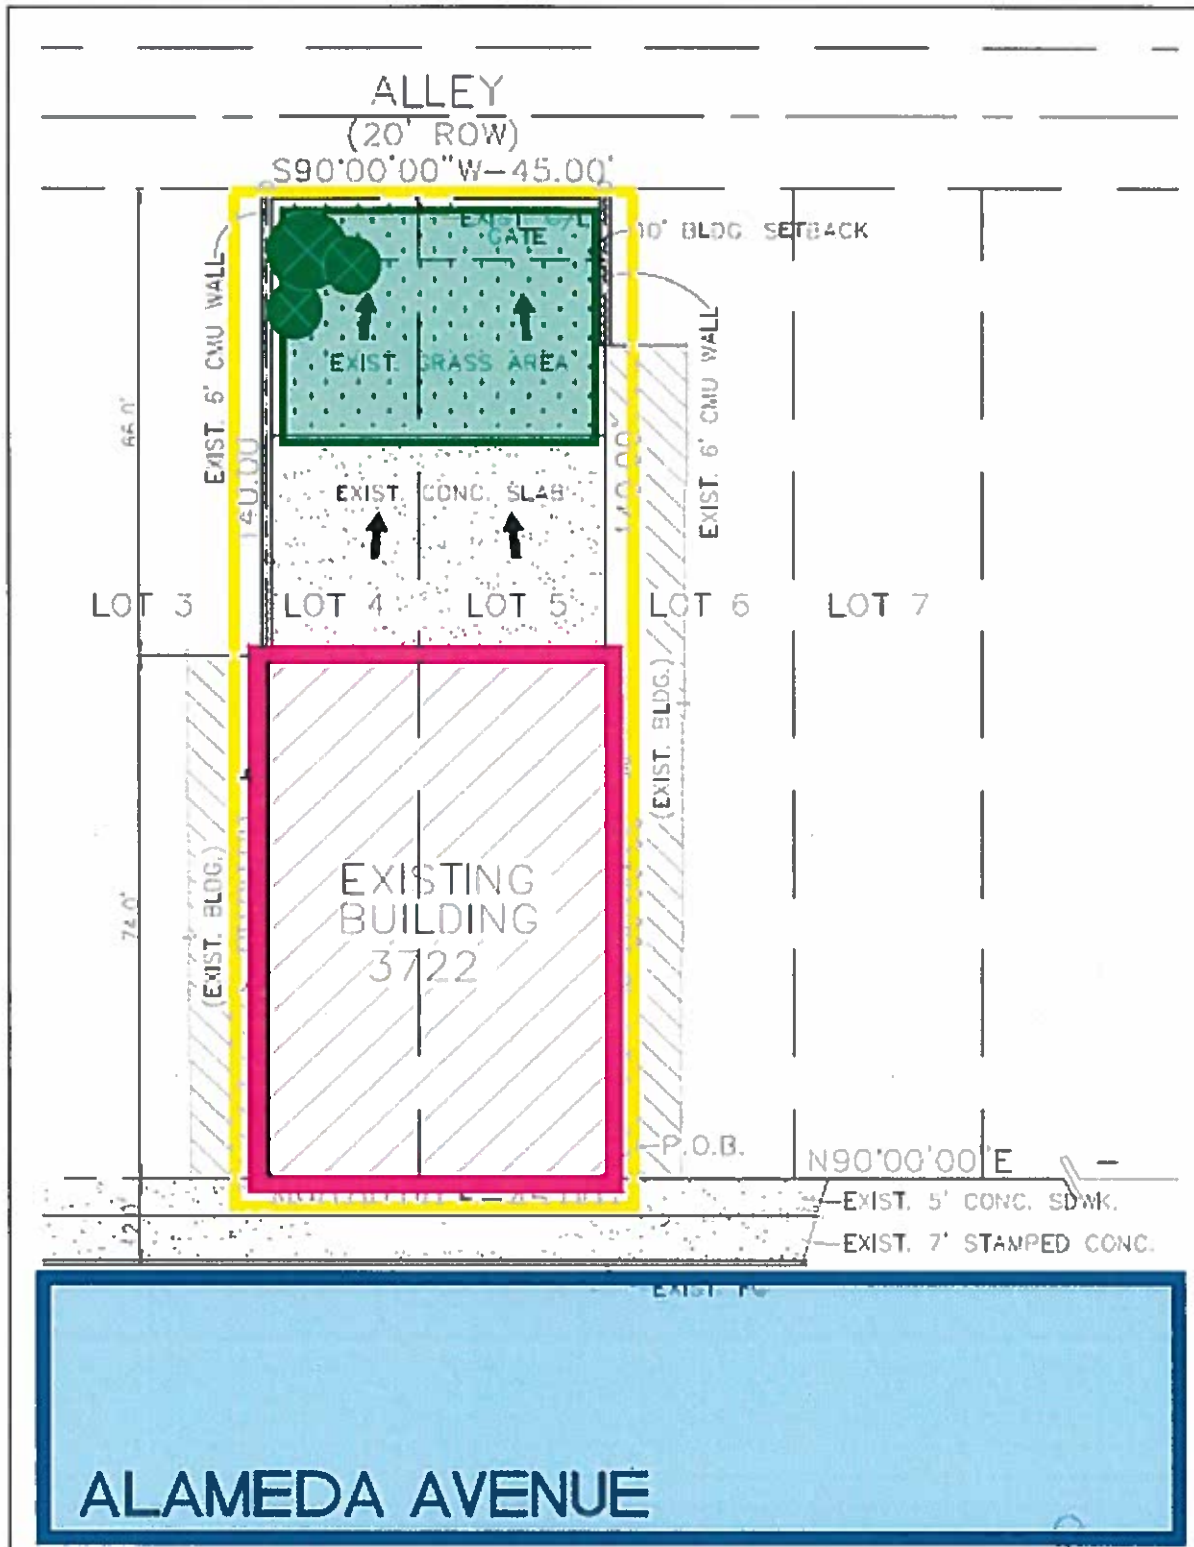 ALLEY
(20' ROW)
S90°00'00"W-45.00'
GATE
10' BLDG. SETBACK
EXIST. 6' CMU WALL
EXIST. GRASS AREA
EXIST. 6' CMU WALL
66.0'
140.00'
140.00'
EXIST. CONC. SLAB
LOT 3
LOT 4
LOT 5
LOT 6
LOT 7
(EXIST. BLDG.)
(EXIST. BLDG.)
EXISTING
BUILDING
3722
74.0'
P.O.B.
N90°00'00"E
EXIST. 5' CONC. SDWK.
EXIST. 7' STAMPED CONC.
ALAMEDA AVENUE